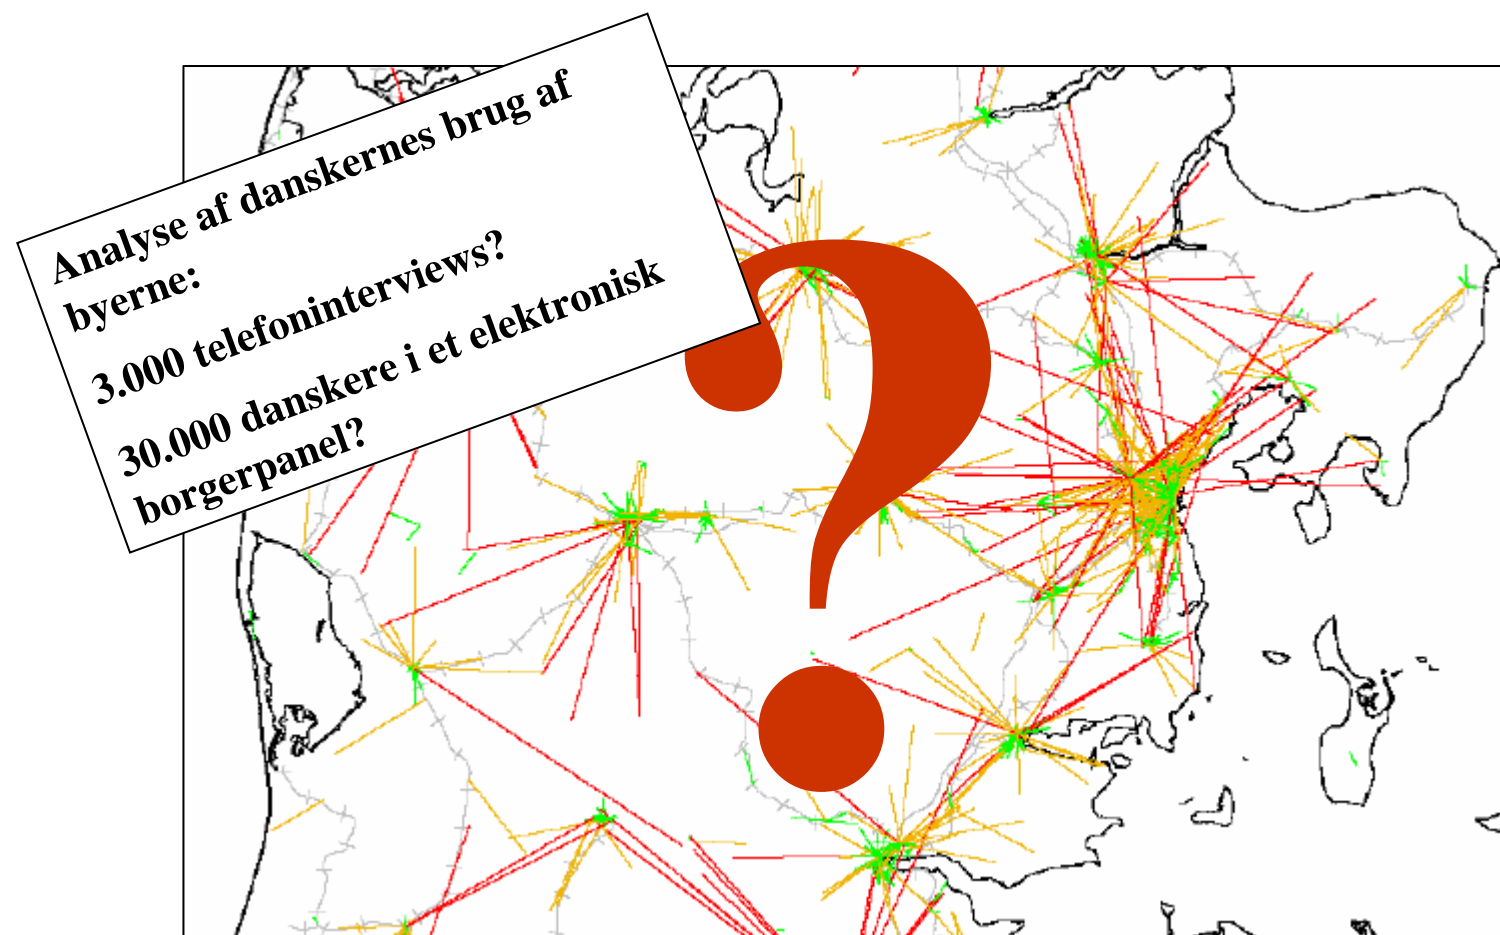 Analyse af danskernes brug af
byerne:
3.000 telefoninterviews?
30.000 danskere i et elektronisk
borgerpanel?
?